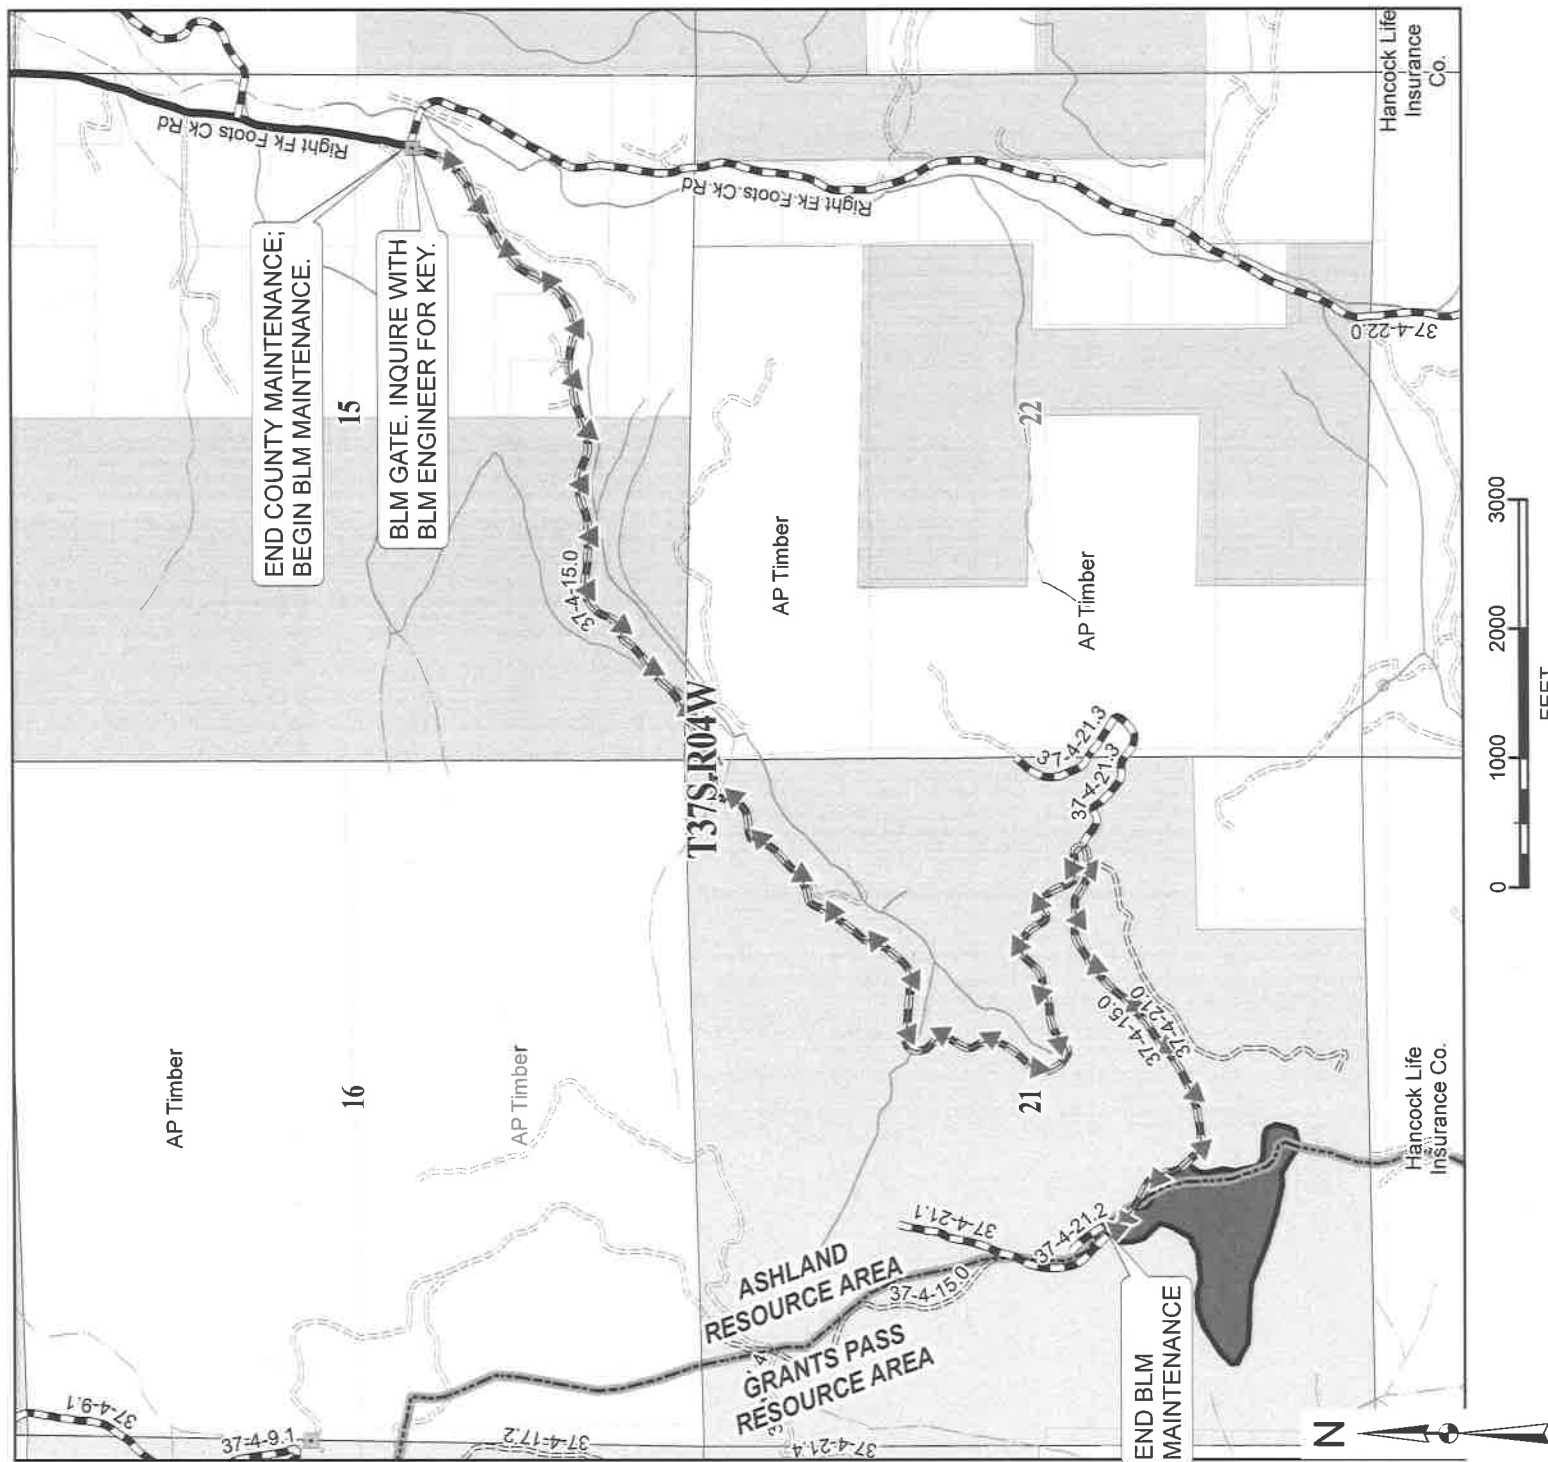 Hancock Life
Insurance
Co.
Right Fk Foots Ck Rd
END COUNTY MAINTENANCE;
BEGIN BLM MAINTENANCE.
BLM GATE. INQUIRE WITH
BLM ENGINEER FOR KEY.
Right Fk Foots Ck Rd
37-4-22.0
15
22
37-4-15.0
AP Timber
AP Timber
T37S-R04W
37-4-21.3
37-4-21.3
AP Timber
16
AP Timber
21
37-4-15.0
37-4-21.0
37-4-21.1
37-4-21.2
37-4-15.0
ASHLAND
RESOURCE AREA
GRANTS PASS
RESOURCE AREA
END BLM
MAINTENANCE
Hancock Life
Insurance Co.
37-4-9.1
37-4-9.1
37-4-17.2
37-4-21.4
N
0
1000
2000
3000